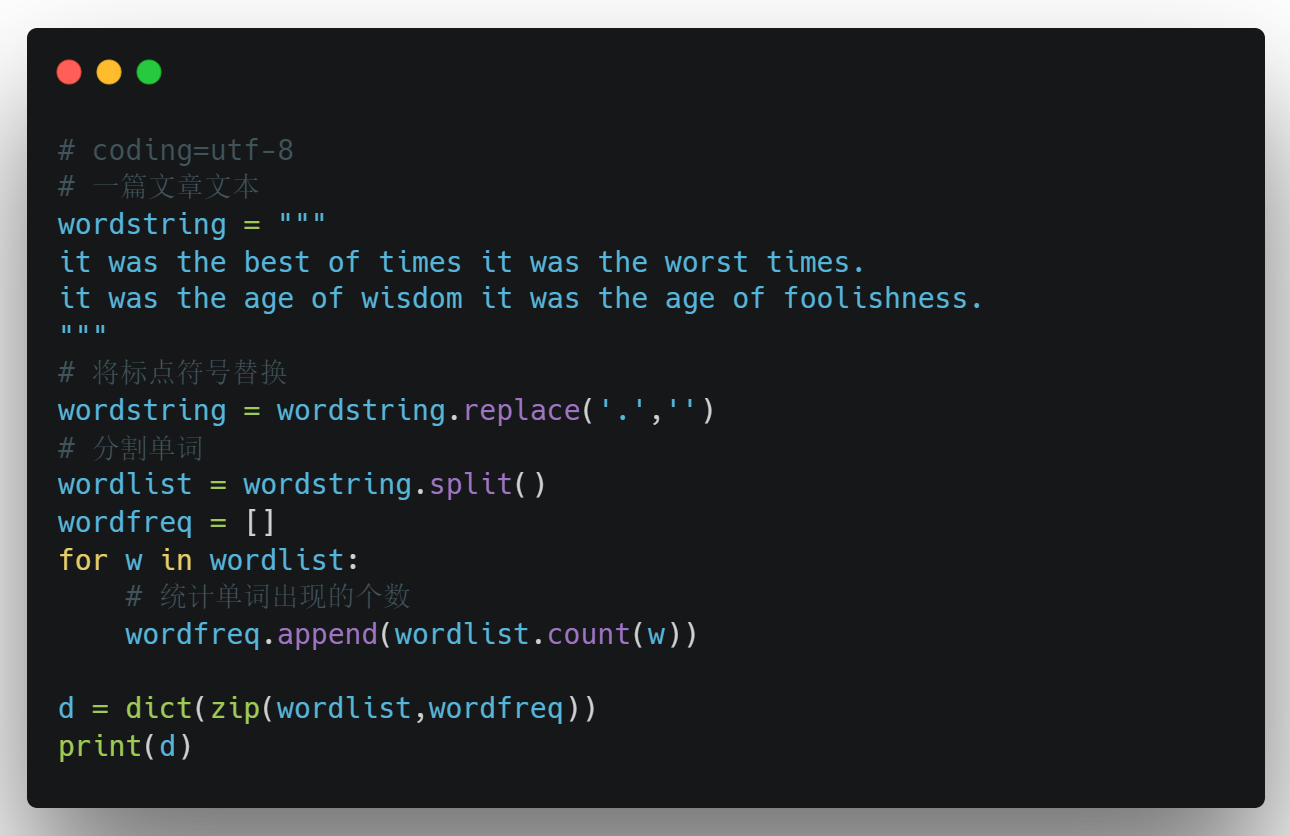 # coding=utf-8
# 一篇文章文本
wordstring = """
it was the best of times it was the worst times.
it was the age of wisdom it was the age of foolishness.
"""
# 将标点符号替换
wordstring = wordstring.replace('.','')
# 分割单词
wordlist = wordstring.split()
wordfreq = []
for w in wordlist:
    # 统计单词出现的个数
    wordfreq.append(wordlist.count(w))

d = dict(zip(wordlist,wordfreq))
print(d)